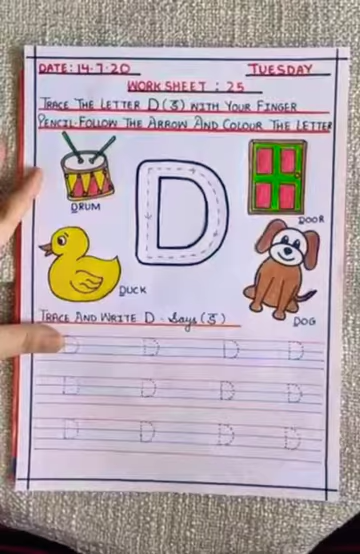 DATE: 14.7.20 TUESDAY
WORK SHEET : 25
TRACE THE LETTER D (ड) WITH YOUR FINGER
PENCIL. FOLLOW THE ARROW AND COLOUR THE LETTER
DRUM
D
DOOR
DUCK
DOG
TRACE AND WRITE D - Says (ड)
D D D D
D D D D
D D D D